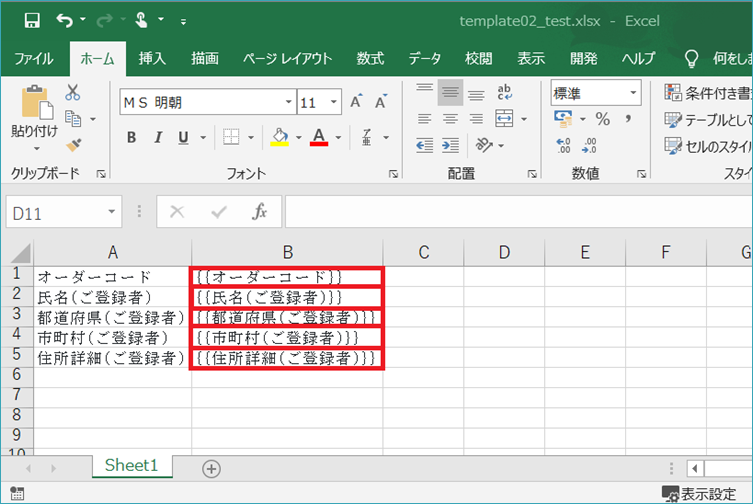 template02_test.xlsx - Excel
ファイル ホーム 挿入 描画 ページ レイアウト 数式 データ 校閲 表示 開発 ヘルプ 何をしま
貼り付け
クリップボード
ＭＳ 明朝 11
B I U A 亜
フォント
ab
配置
標準
% ,
数値
条件付き書
テーブルとし
セルのスタイ
スタイ
D11 fx
A B C D E F G
1 オーダーコード {{オーダーコード}}
2 氏名(ご登録者) {{氏名(ご登録者)}}
3 都道府県(ご登録者) {{都道府県(ご登録者)}}
4 市町村(ご登録者) {{市町村(ご登録者)}}
5 住所詳細(ご登録者) {{住所詳細(ご登録者)}}
6
7
8
9
10
Sheet1
表示設定